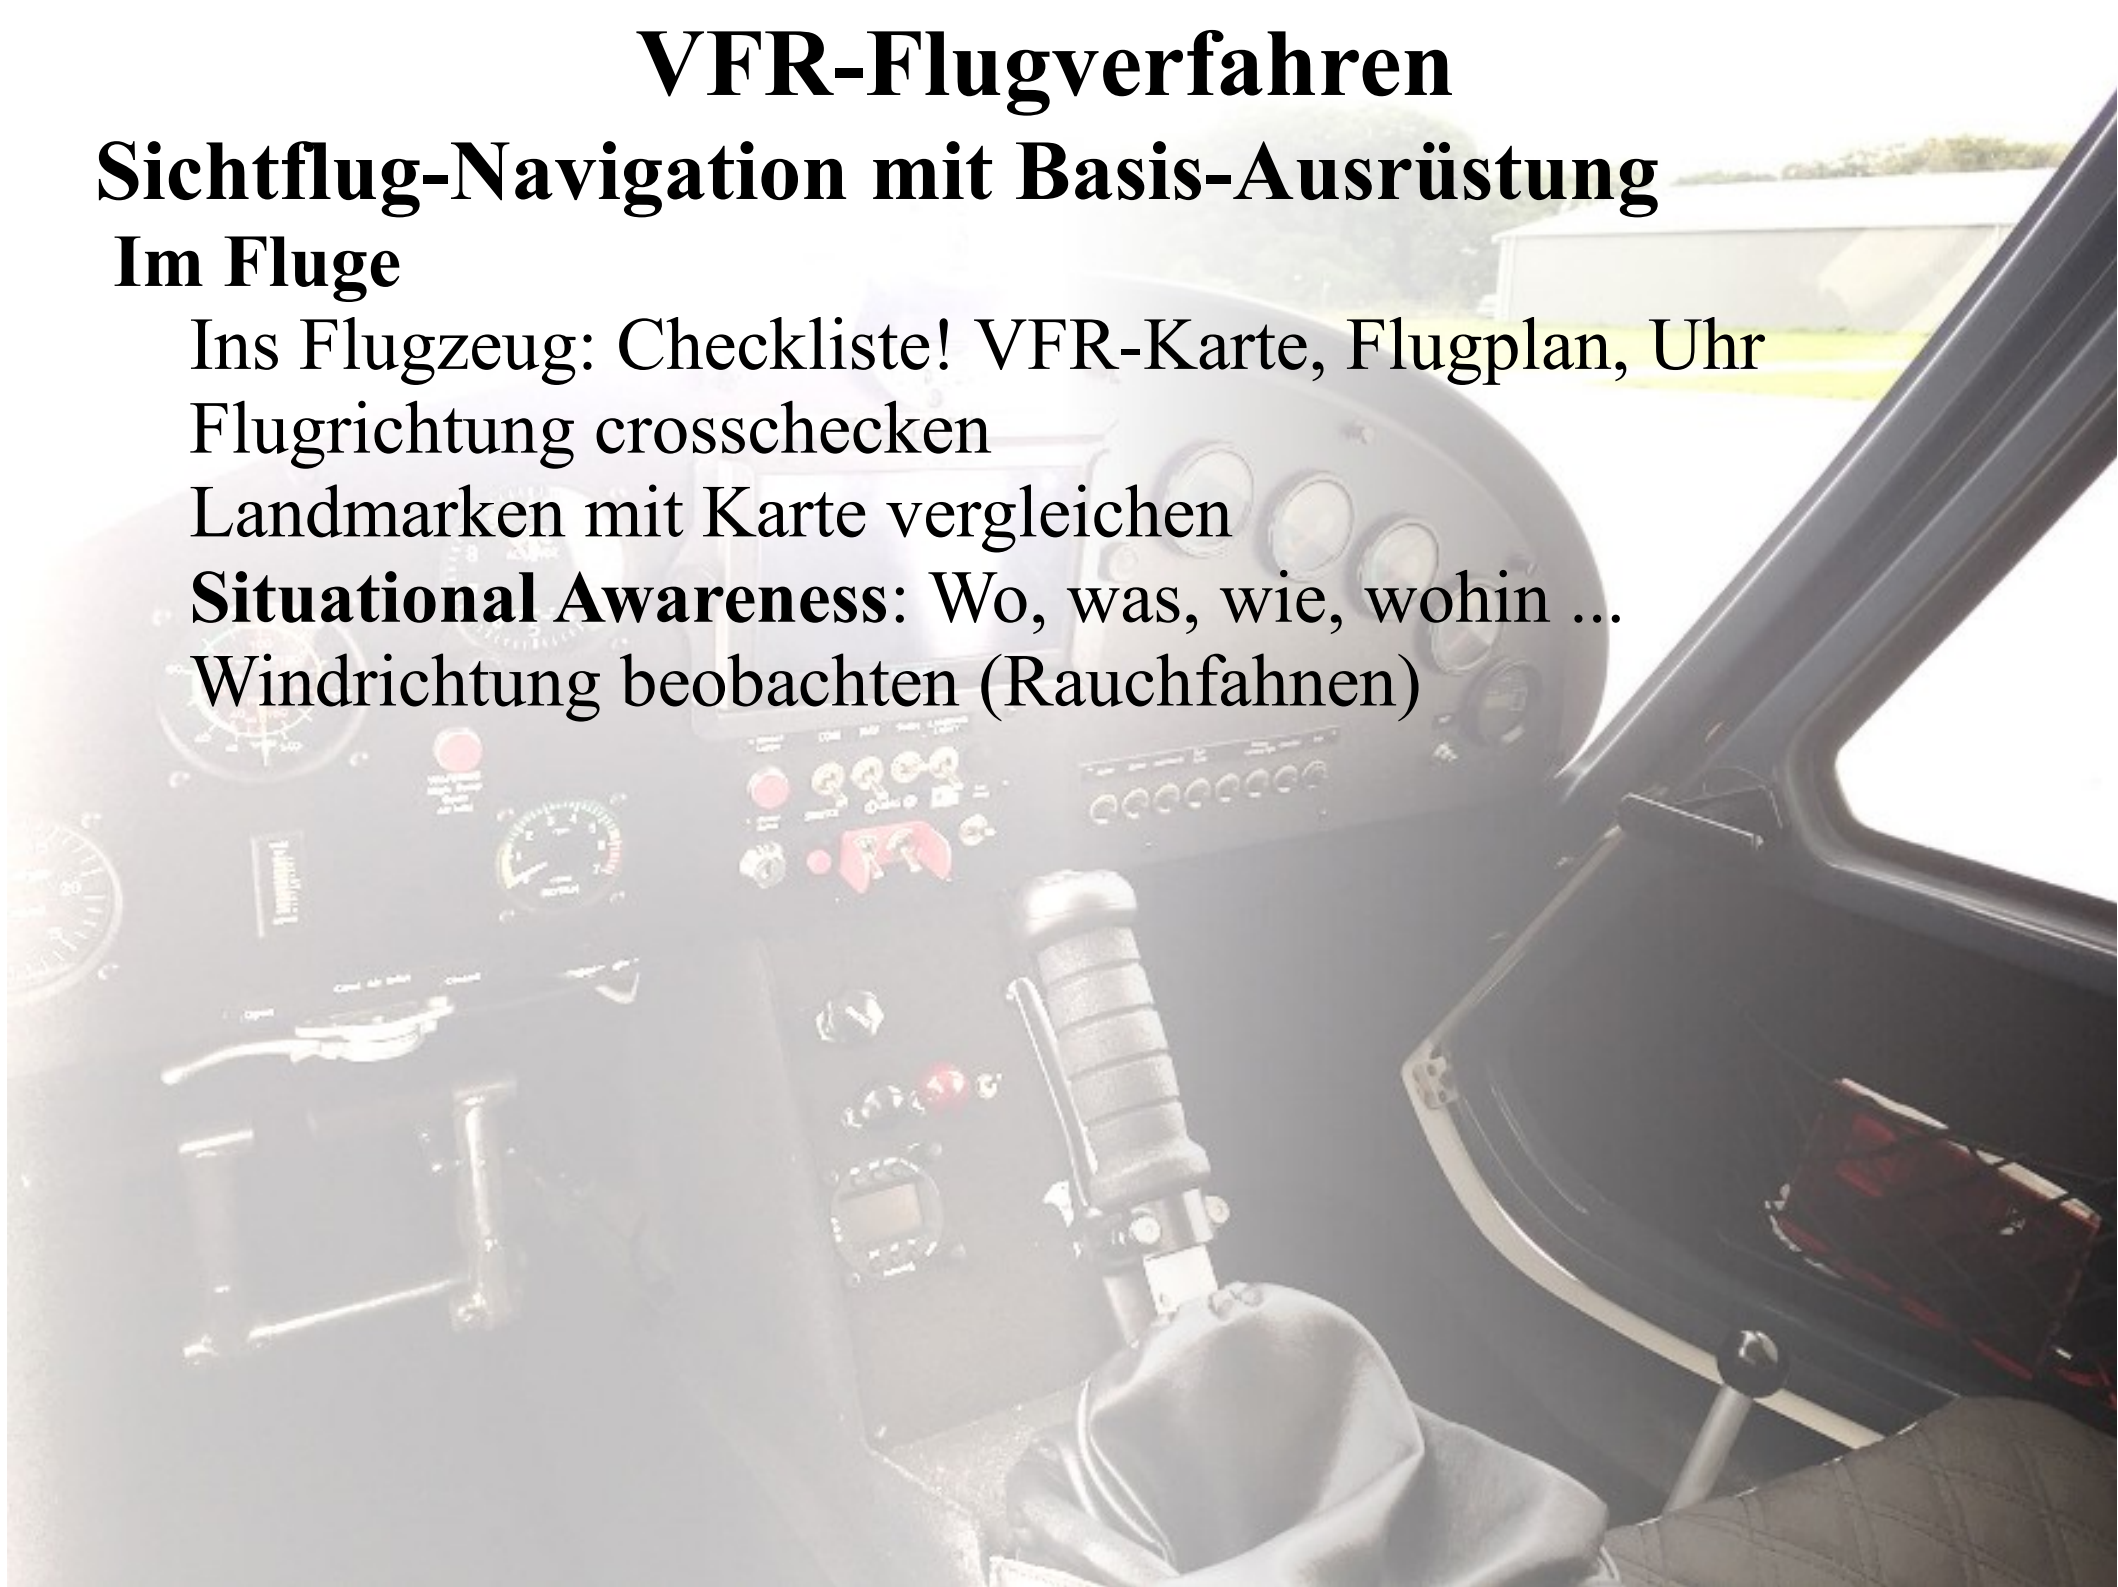 VFR-Flugverfahren
Sichtflug-Navigation mit Basis-Ausrüstung
Im Fluge
Ins Flugzeug: Checkliste! VFR-Karte, Flugplan, Uhr
Flugrichtung crosschecken
Landmarken mit Karte vergleichen
Situational Awareness: Wo, was, wie, wohin ...
Windrichtung beobachten (Rauchfahnen)